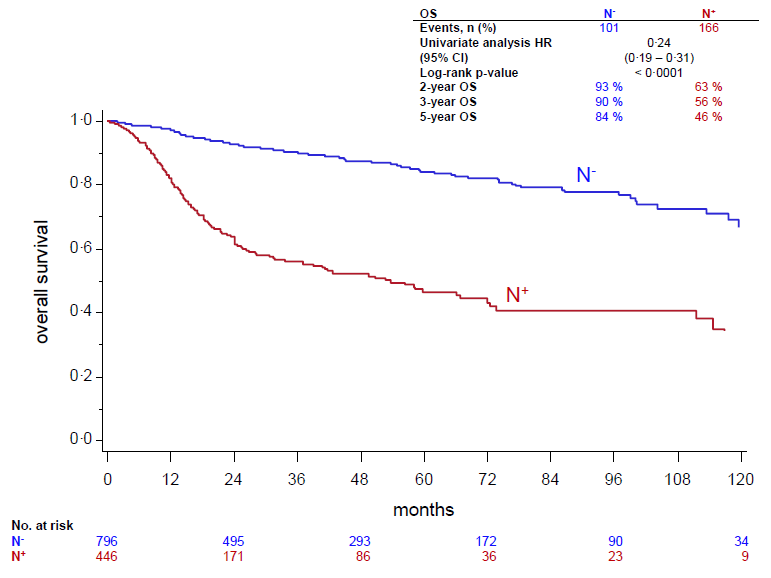 OS N- N+
Events, n (%) 101 166
Univariate analysis HR 0·24
(95% CI) (0·19 – 0·31)
Log-rank p-value < 0·0001
2-year OS 93 % 63 %
3-year OS 90 % 56 %
5-year OS 84 % 46 %
1·0
0·8
0·6
0·4
0·2
0·0
overall survival
N-
N+
0 12 24 36 48 60 72 84 96 108 120
months
No. at risk
N- 796 495 293 172 90 34
N+ 446 171 86 36 23 9